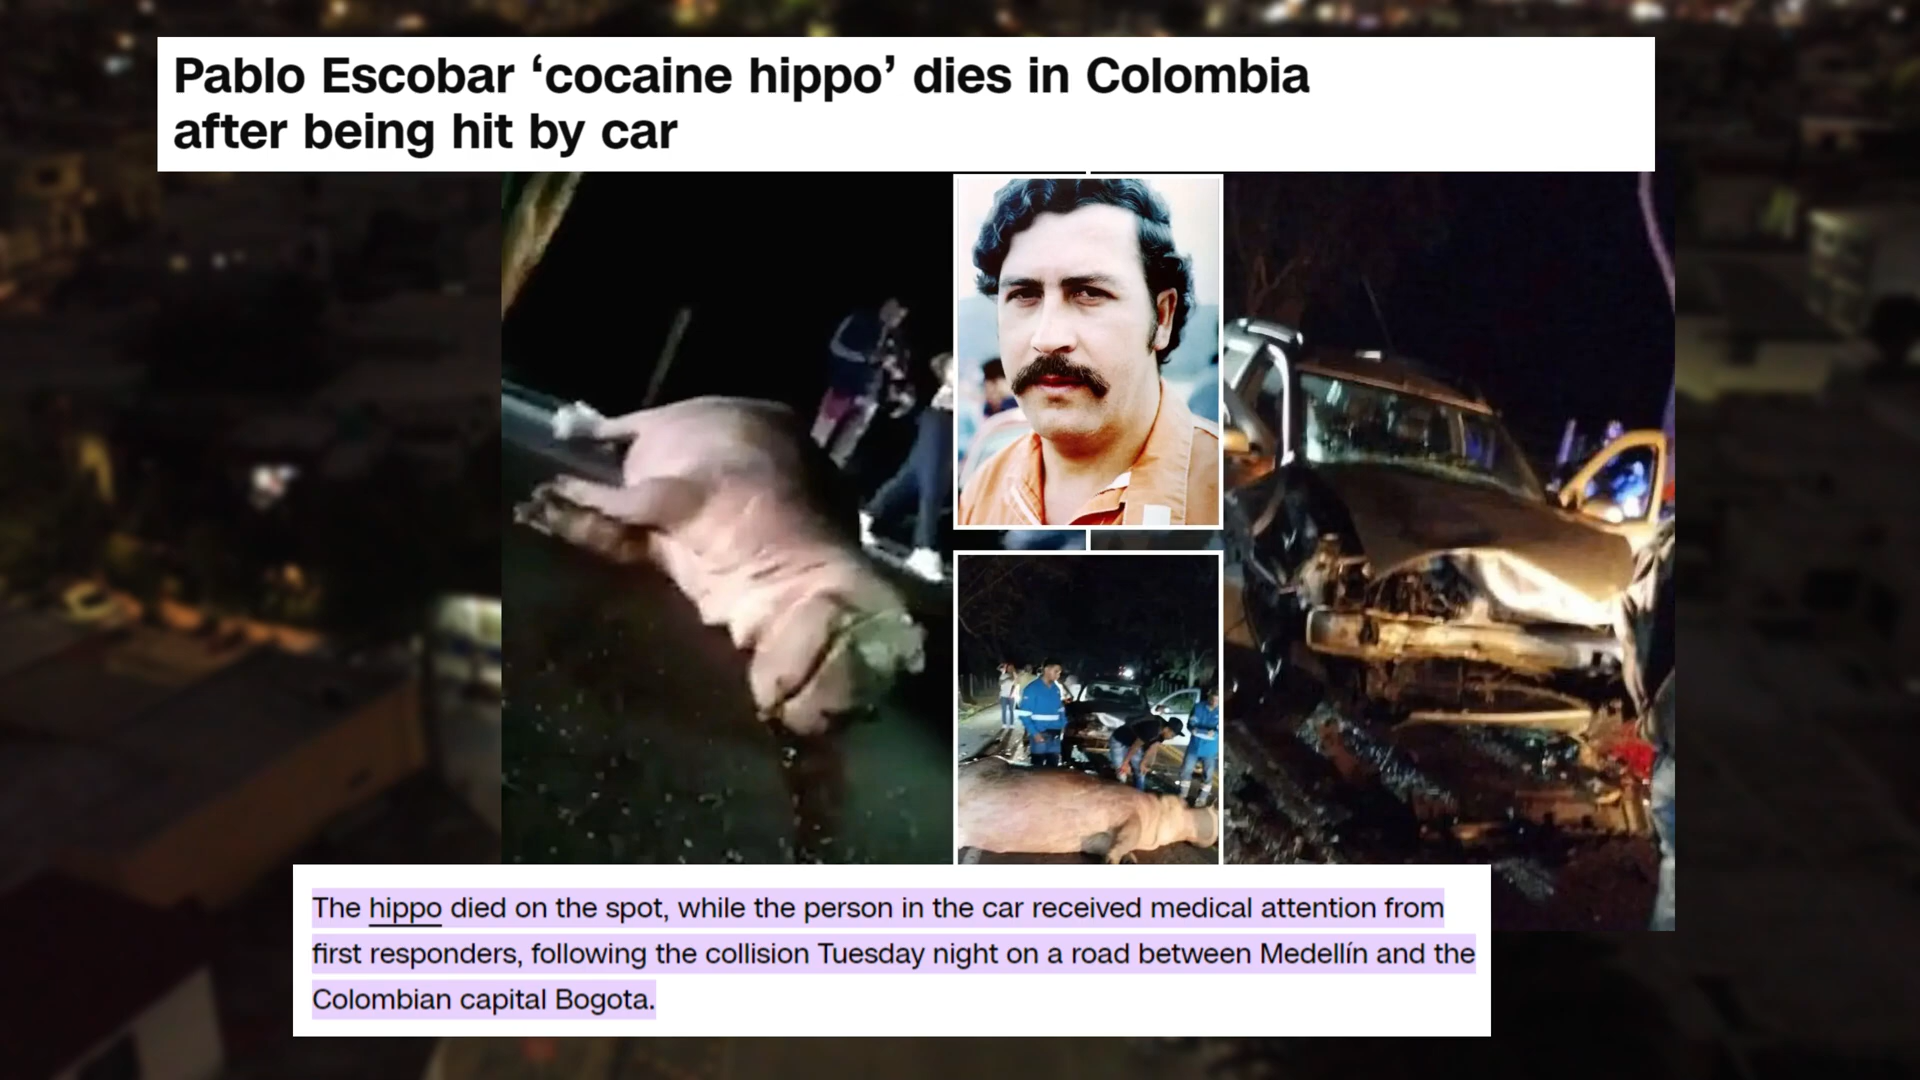 Pablo Escobar ‘cocaine hippo’ dies in Colombia
after being hit by car
The hippo died on the spot, while the person in the car received medical attention from
first responders, following the collision Tuesday night on a road between Medellín and the
Colombian capital Bogota.